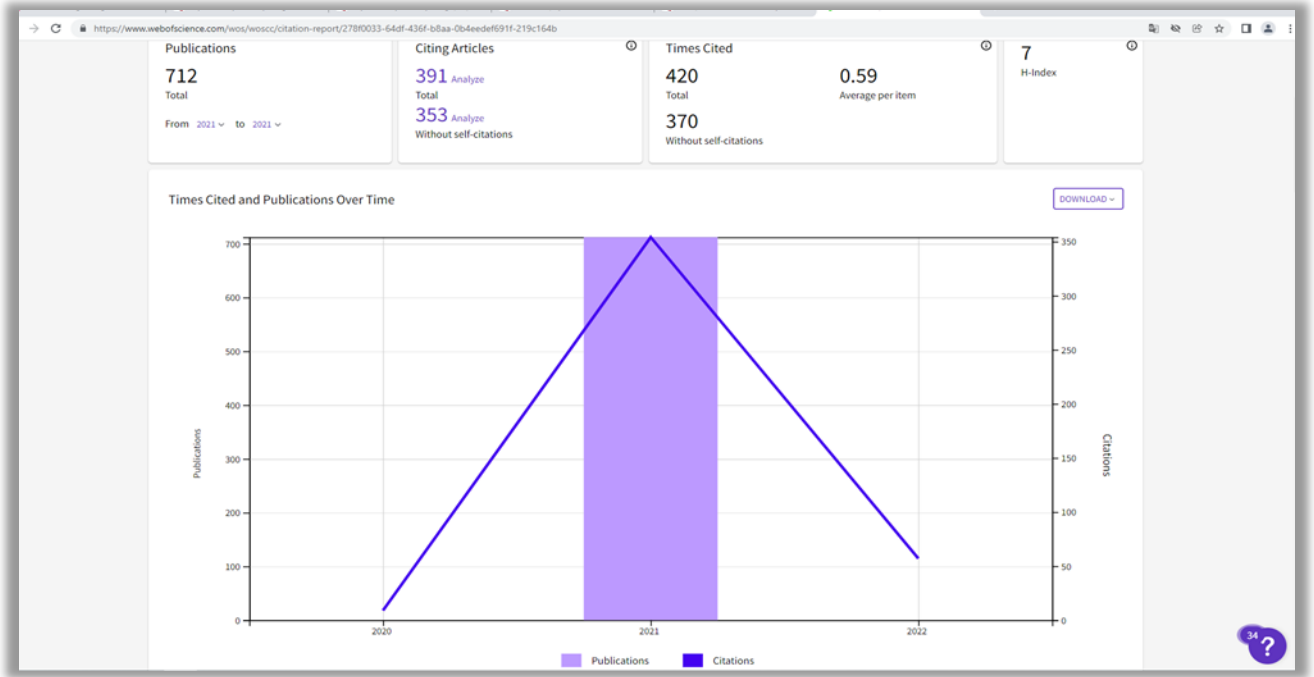 https://www.webofscience.com/wos/woscc/citation-report/278f0033-64df-436f-b8aa-0b4eedef691f-219c164b
Publications
712
Total
From 2021 to 2021
Citing Articles
391 Analyze
Total
353 Analyze
Without self-citations
Times Cited
420
Total
0.59
Average per item
370
Without self-citations
7
H-Index
Times Cited and Publications Over Time
DOWNLOAD
700
600
500
400
300
200
100
0
Publications
350
300
250
200
150
100
50
0
Citations
2020
2021
2022
Publications
Citations
34
?